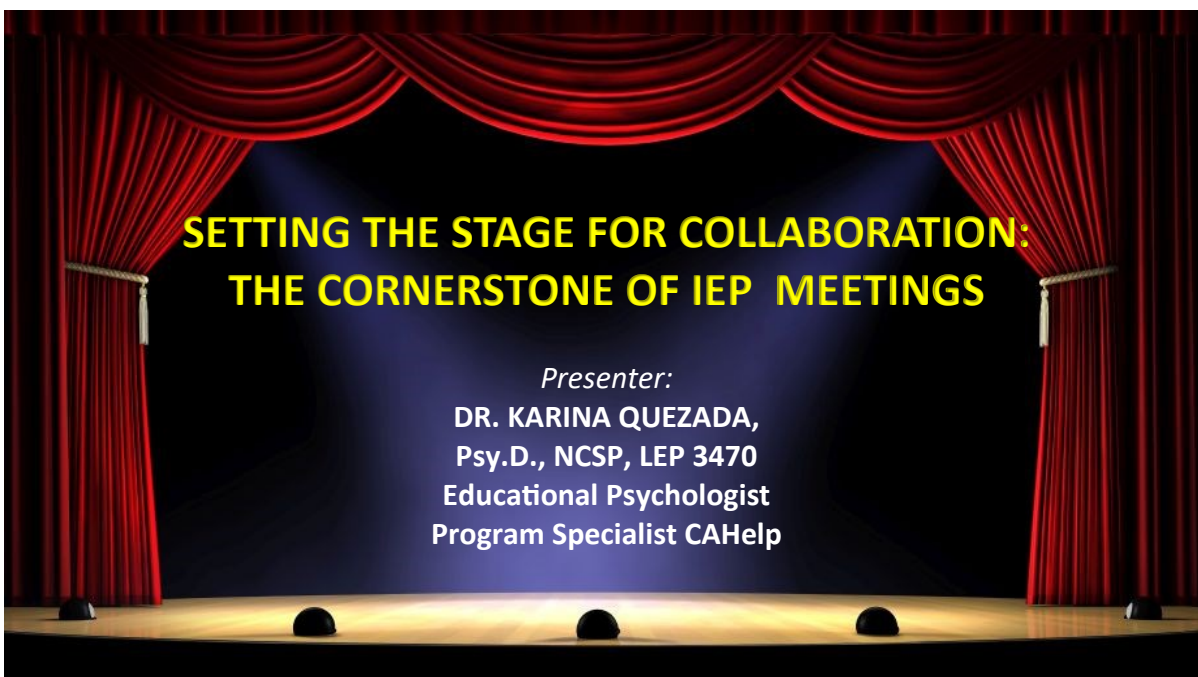 SETTING THE STAGE FOR COLLABORATION:
THE CORNERSTONE OF IEP  MEETINGS
Presenter:
DR. KARINA QUEZADA,
Psy.D., NCSP, LEP 3470
Educational Psychologist
Program Specialist CAHelp